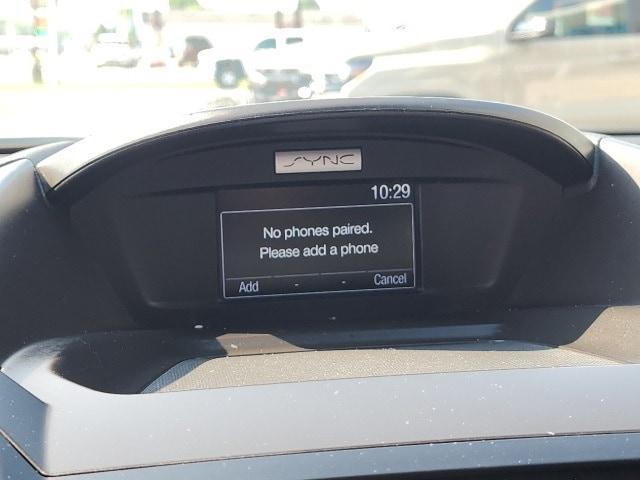 SYNC
10:29
No phones paired.
Please add a phone
Add - - Cancel